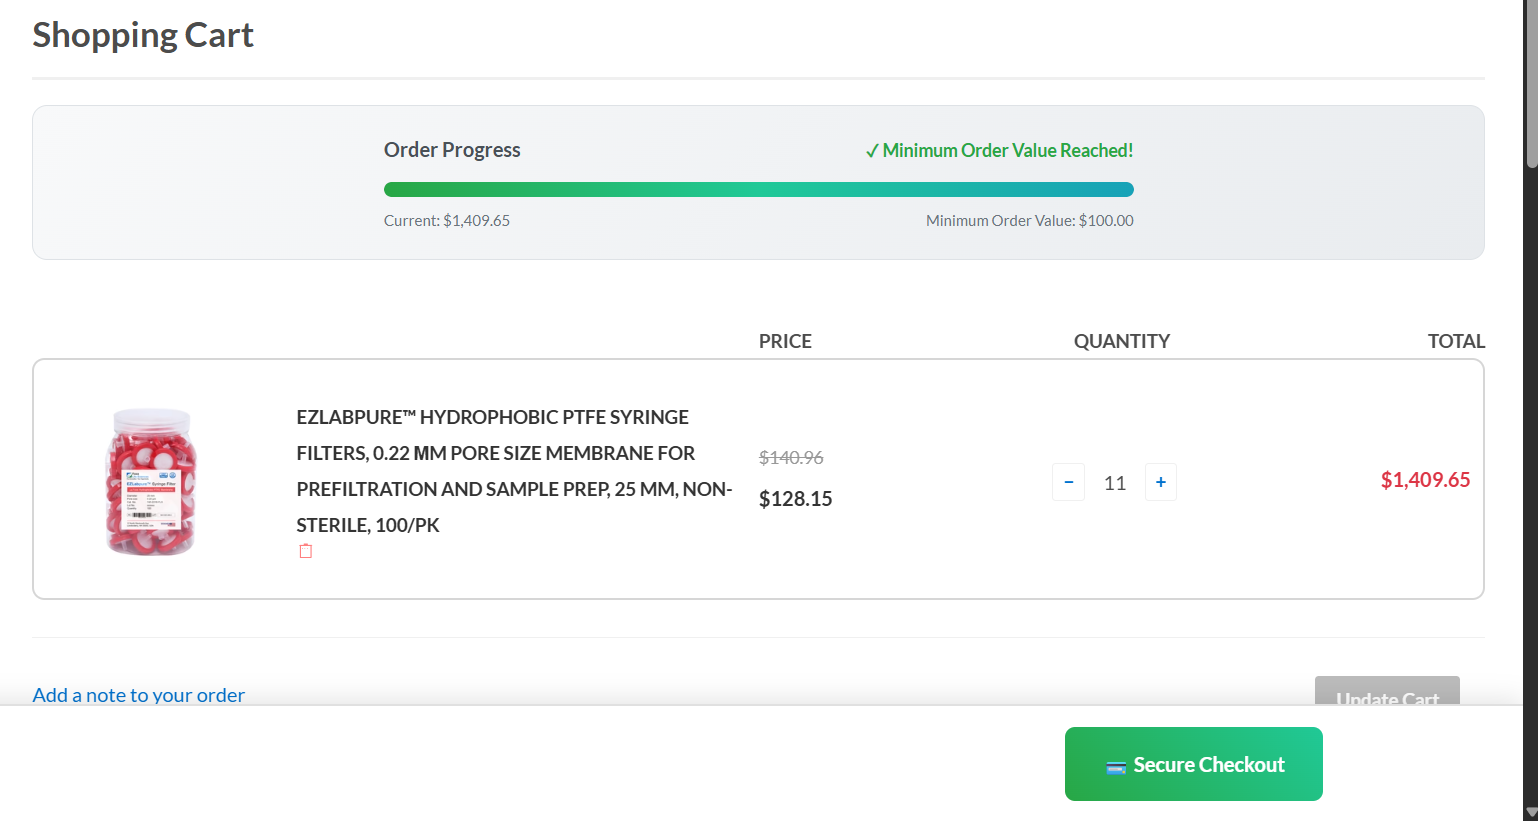 Shopping Cart
Order Progress
✓ Minimum Order Value Reached!
Current: $1,409.65
Minimum Order Value: $100.00
PRICE
QUANTITY
TOTAL
EZLABPURE™ HYDROPHOBIC PTFE SYRINGE
FILTERS, 0.22 ΜM PORE SIZE MEMBRANE FOR
PREFILTRATION AND SAMPLE PREP, 25 MM, NON-
STERILE, 100/PK
$140.96
$128.15
− 11 +
$1,409.65
Add a note to your order
Update Cart
Secure Checkout